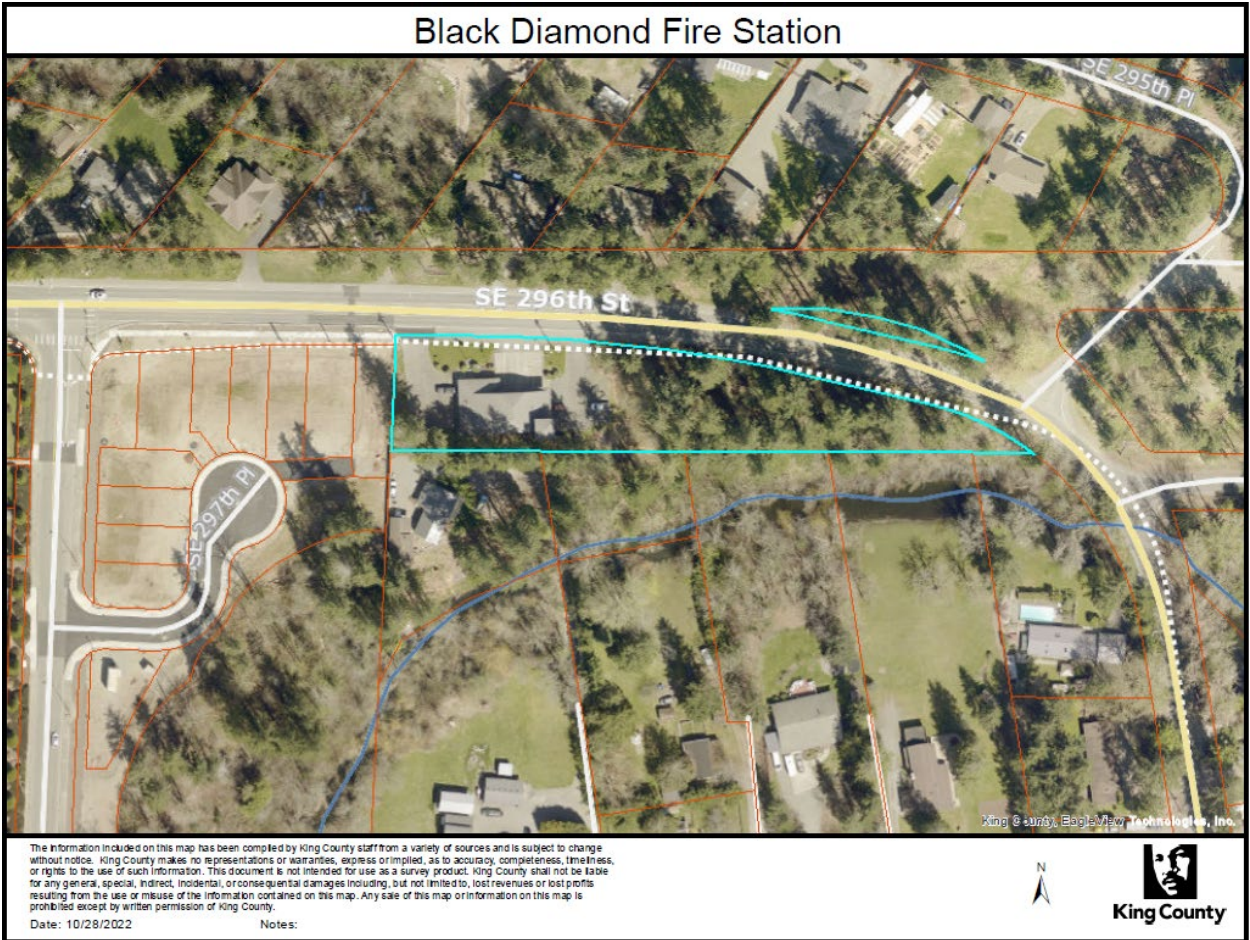 Black Diamond Fire Station
SE 295th Pl
SE 296th St
SE 297th Pl
King County, EagleView Technologies, Inc.
The information included on this map has been compiled by King County staff from a variety of sources and is subject to change
without notice. King County makes no representations or warranties, express or implied, as to accuracy, completeness, timeliness,
or rights to the use of such information. This document is not intended for use as a survey product. King County shall not be liable
for any general, special, indirect, incidental, or consequential damages including, but not limited to, lost revenues or lost profits
resulting from the use or misuse of the information contained on this map. Any sale of this map or information on this map is
prohibited except by written permission of King County.
Date: 10/28/2022 Notes:
N
King County